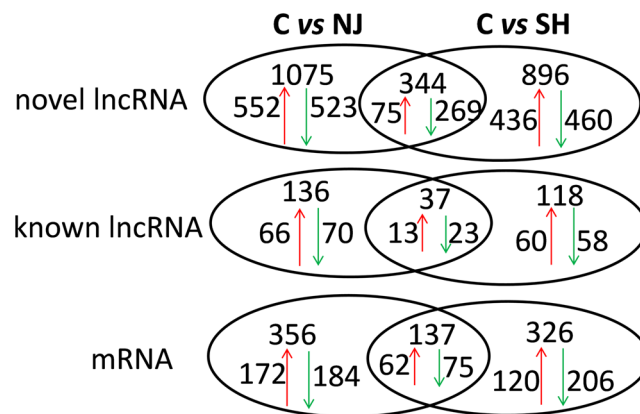 C vs NJ C vs SH
1075 344 896
novel lncRNA 552 523 75 269 436 460
136 37 118
known lncRNA 66 70 13 23 60 58
356 137 326
mRNA 172 184 62 75 120 206